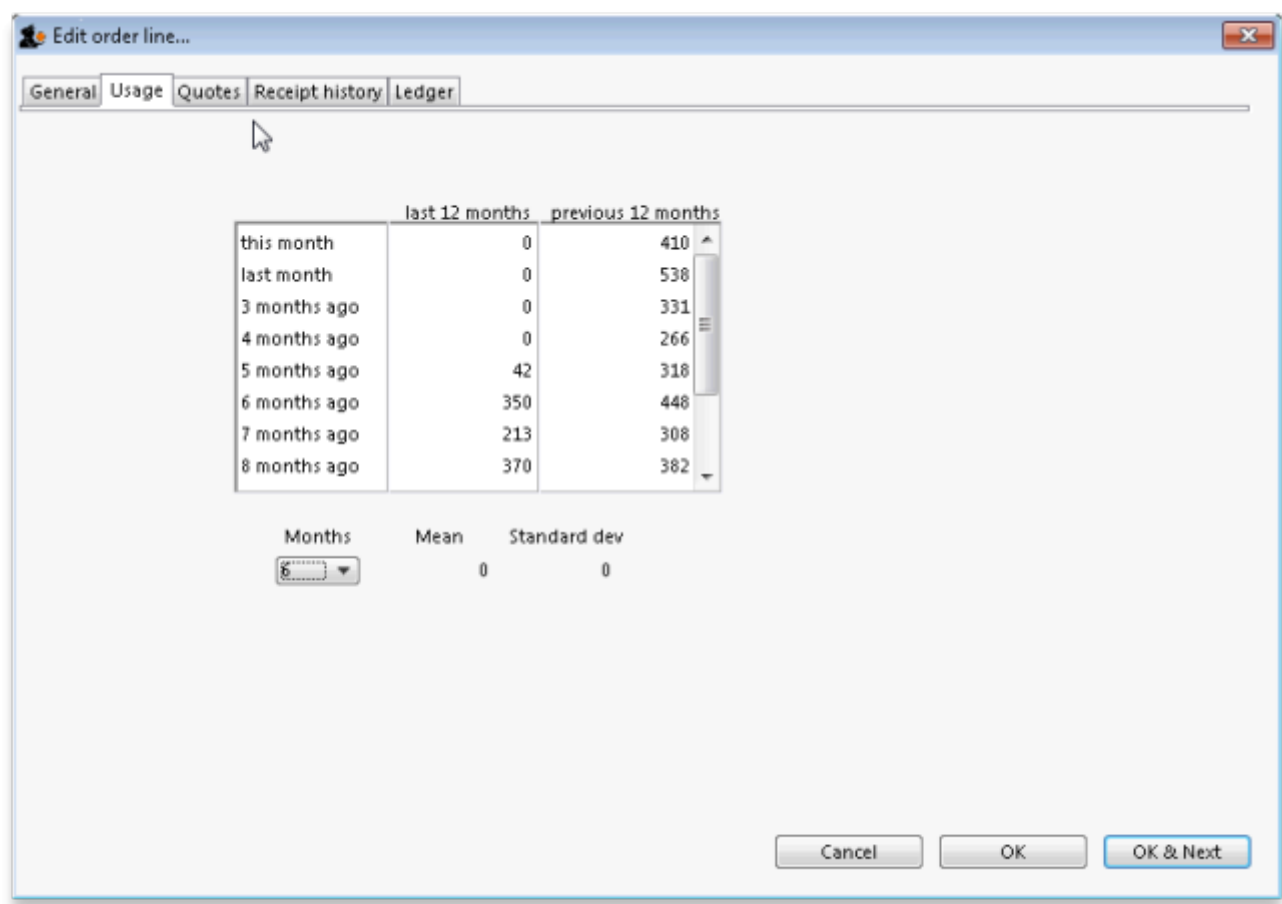 Edit order line...
General Usage Quotes Receipt history Ledger
last 12 months previous 12 months
this month 0 410
last month 0 538
3 months ago 0 331
4 months ago 0 266
5 months ago 42 318
6 months ago 350 448
7 months ago 213 308
8 months ago 370 382
Months Mean Standard dev
6 0 0
Cancel OK OK & Next